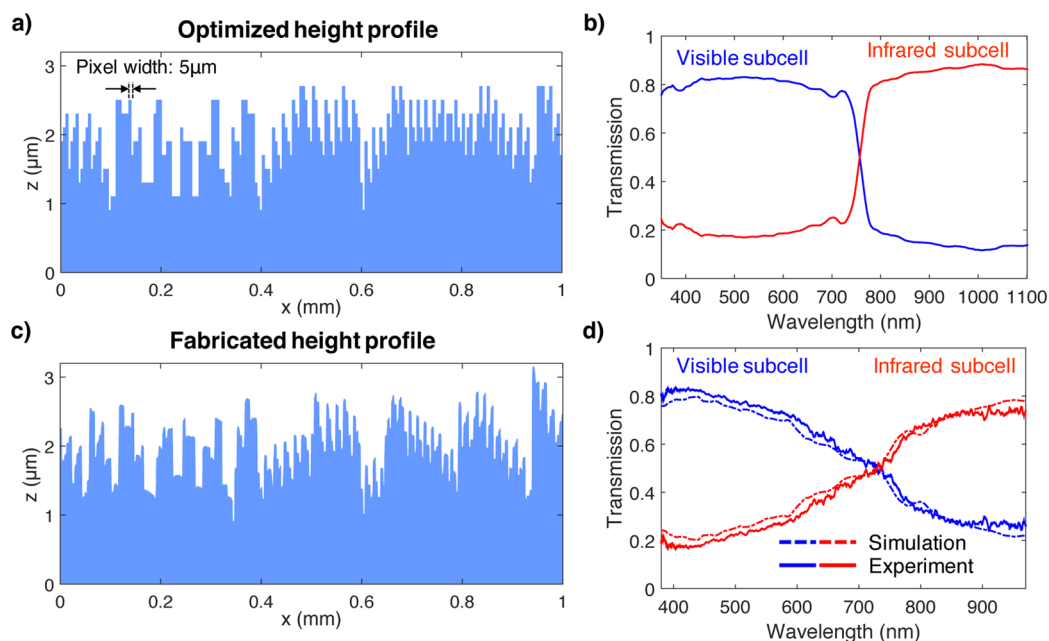 a)
Optimized height profile
Pixel width: 5μm
3
2
1
0
z (μm)
0 0.2 0.4 0.6 0.8 1
x (mm)
b)
Visible subcell
Infrared subcell
1
0.8
0.6
0.4
0.2
0
Transmission
400 500 600 700 800 900 1000 1100
Wavelength (nm)
c)
Fabricated height profile
3
2
1
0
z (μm)
0 0.2 0.4 0.6 0.8 1
x (mm)
d)
Visible subcell
Infrared subcell
1
0.8
0.6
0.4
0.2
0
Transmission
Simulation
Experiment
400 500 600 700 800 900
Wavelength (nm)